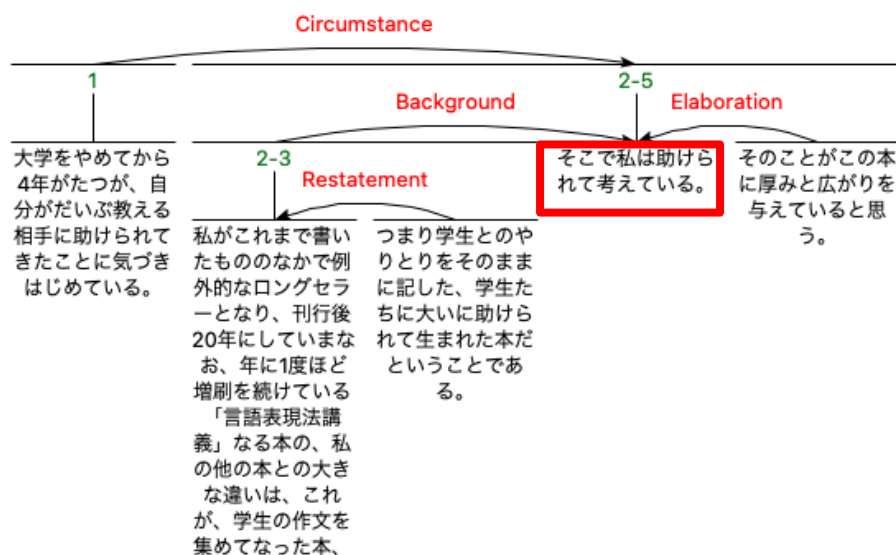 Circumstance
1
2-5
Background
Elaboration
大学をやめてから
4年がたつが、自
分がだいぶ教える
相手に助けられて
きたことに気づき
はじめている。
2-3
Restatement
私がこれまで書い
たもののなかで例
外的なロングセラ
ーとなり、刊行後
20年にしていまな
お、年に1度ほど
増刷を続けている
「言語表現法講
義」なる本の、私
の他の本との大き
な違いは、これ
が、学生の作文を
集めてなった本、
つまり学生とのや
りとりをそのまま
に記した、学生た
ちに大いに助けら
れて生まれた本だ
ということであ
る。
そこで私は助けら
れて考えている。
そのことがこの本
に厚みと広がりを
与えていると思
う。